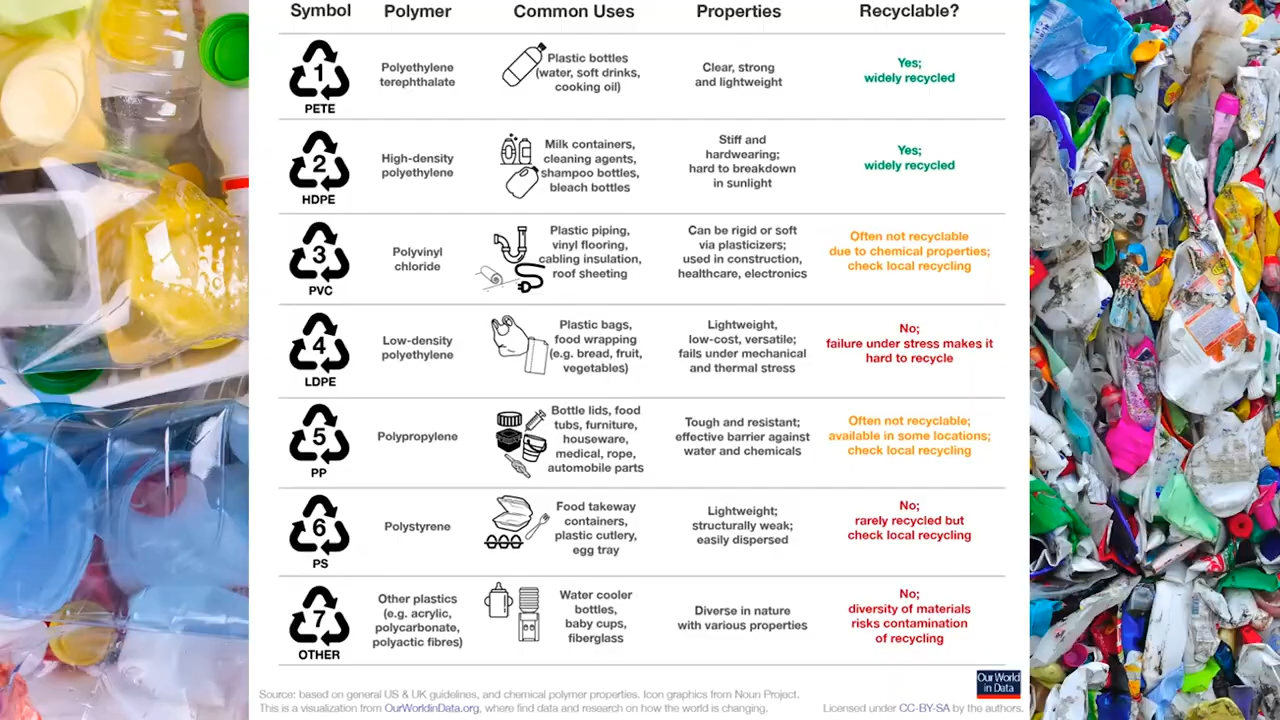 Symbol Polymer Common Uses Properties Recyclable?
1
PETE
Polyethylene
terephthalate
Plastic bottles
(water, soft drinks,
cooking oil)
Clear, strong
and lightweight
Yes;
widely recycled
2
HDPE
High-density
polyethylene
Milk containers,
cleaning agents,
shampoo bottles,
bleach bottles
Stiff and
hardwearing;
hard to breakdown
in sunlight
Yes;
widely recycled
3
PVC
Polyvinyl
chloride
Plastic piping,
vinyl flooring,
cabling insulation,
roof sheeting
Can be rigid or soft
via plasticizers;
used in construction,
healthcare, electronics
Often not recyclable
due to chemical properties;
check local recycling
4
LDPE
Low-density
polyethylene
Plastic bags,
food wrapping
(e.g. bread, fruit,
vegetables)
Lightweight,
low-cost, versatile;
fails under mechanical
and thermal stress
No;
failure under stress makes it
hard to recycle
5
PP
Polypropylene
Bottle lids, food
tubs, furniture,
houseware,
medical, rope,
automobile parts
Tough and resistant;
effective barrier against
water and chemicals
Often not recyclable;
available in some locations;
check local recycling
6
PS
Polystyrene
Food takeway
containers,
plastic cutlery,
egg tray
Lightweight;
structurally weak;
easily dispersed
No;
rarely recycled but
check local recycling
7
OTHER
Other plastics
(e.g. acrylic,
polycarbonate,
polyactic fibres)
Water cooler
bottles,
baby cups,
fiberglass
Diverse in nature
with various properties
No;
diversity of materials
risks contamination
of recycling
Our World
in Data
Source: based on general US & UK guidelines, and chemical polymer properties. Icon graphics from Noun Project.
This is a visualization from OurWorldinData.org, where find data and research on how the world is changing.
Licensed under CC-BY-SA by the authors.